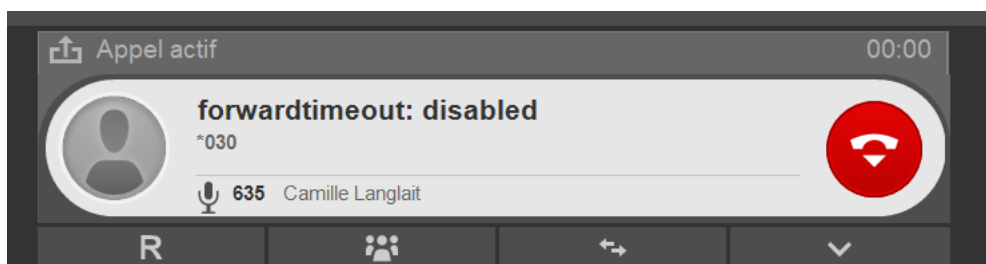 Appel actif 00:00
forwardtimeout: disabled
*030
635 Camille Langlait
R